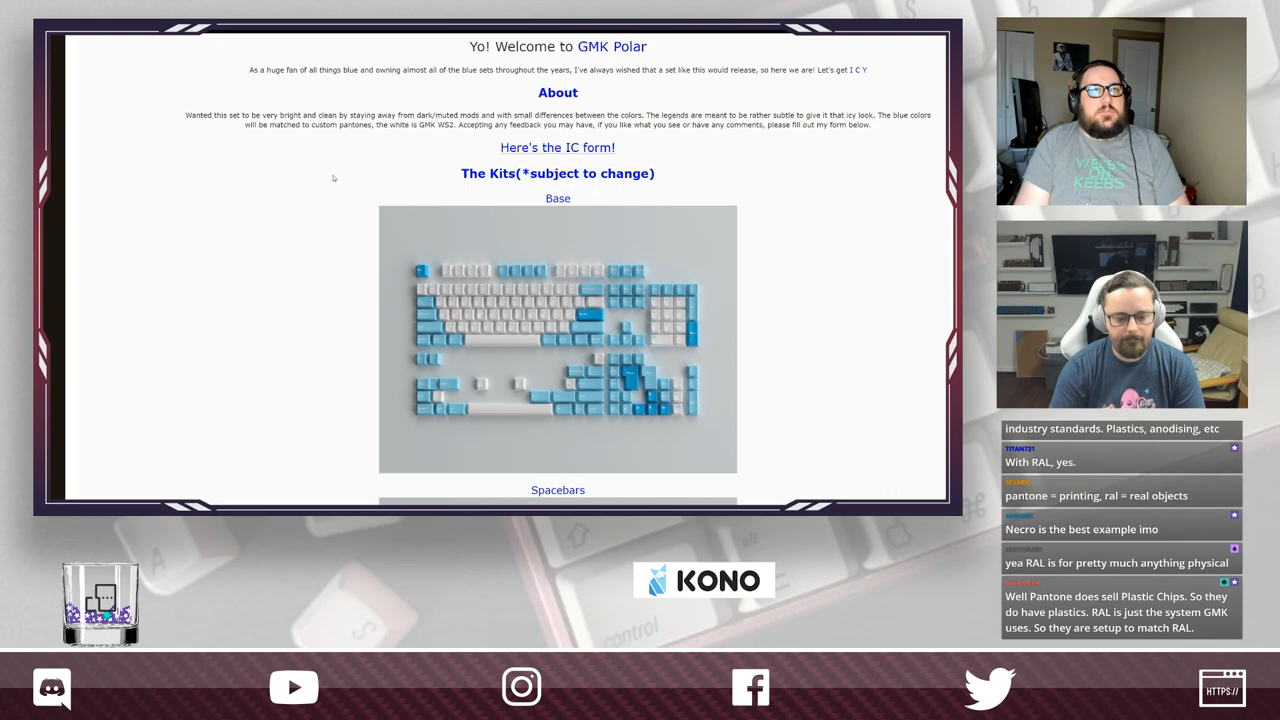 Yo! Welcome to GMK Polar
As a huge fan of all things blue and owning almost all of the blue sets throughout the years, I've always wished that a set like this would release, so here we are! Let's get I C Y
About
Wanted this set to be very bright and clean by staying away from dark/muted mods and with small differences between the colors. The legends are meant to be rather subtle to give it that icy look. The blue colors
will be matched to custom pantones, the white is GMK WS2. Accepting any feedback you may have, if you like what you see or have any comments, please fill out my form below.
Here's the IC form!
The Kits(*subject to change)
Base
Spacebars
WEEBS
ON
KEEBS
industry standards. Plastics, anodising, etc
TITAN721
With RAL, yes.
pantone = printing, ral = real objects
Necro is the best example imo
yea RAL is for pretty much anything physical
Well Pantone does sell Plastic Chips. So they
do have plastics. RAL is just the system GMK
uses. So they are setup to match RAL.
KONO
A
alt
control
HTTPS://